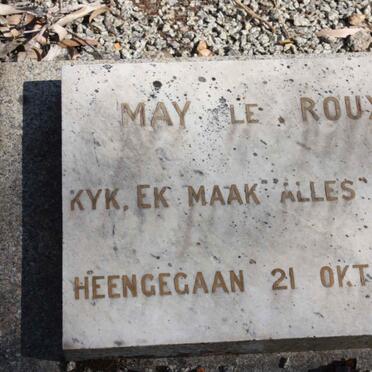 MAY LE ROUX
KYK, EK MAAK "ALLES"
HEENGEGAAN 21 OKT